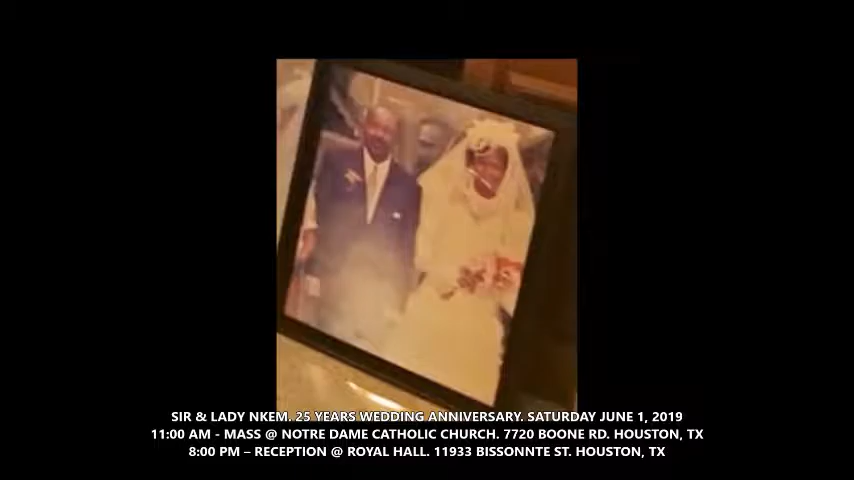 SIR & LADY NKEM. 25 YEARS WEDDING ANNIVERSARY. SATURDAY JUNE 1, 2019
11:00 AM - MASS @ NOTRE DAME CATHOLIC CHURCH. 7720 BOONE RD. HOUSTON, TX
8:00 PM – RECEPTION @ ROYAL HALL. 11933 BISSONNTE ST. HOUSTON, TX